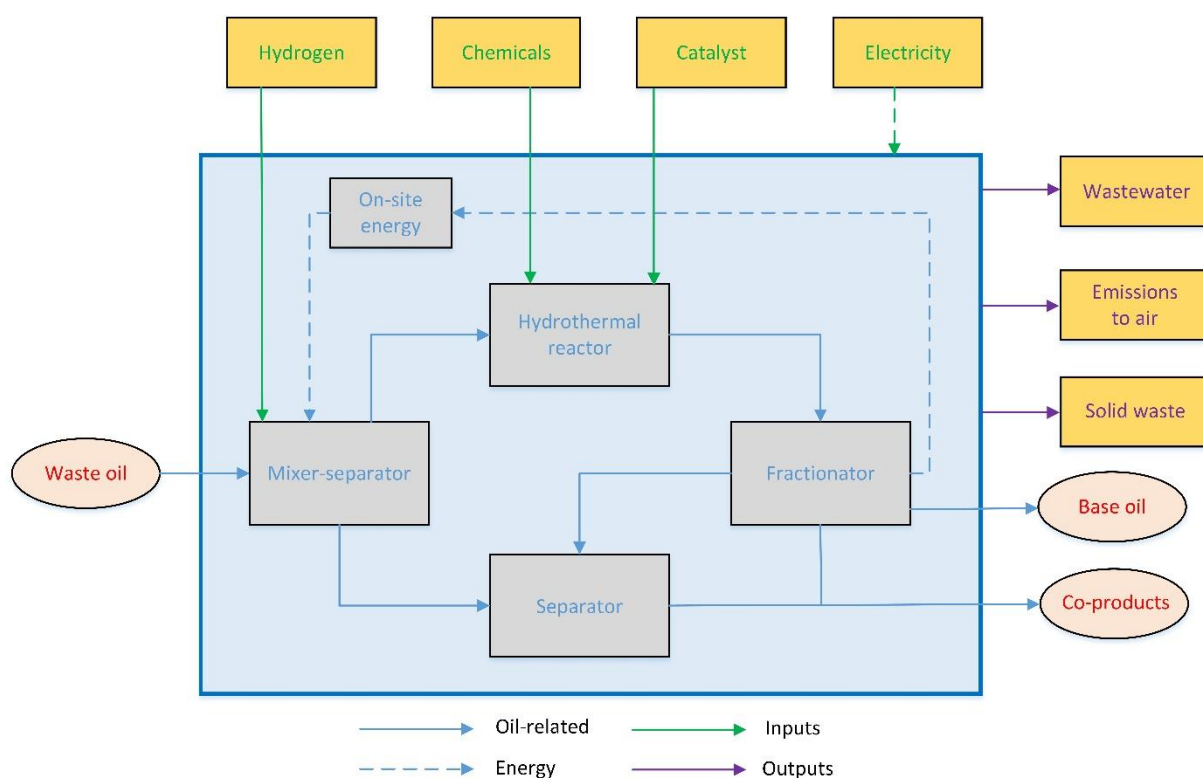 Hydrogen
Chemicals
Catalyst
Electricity
On-site
energy
Wastewater
Emissions
to air
Hydrothermal
reactor
Solid waste
Waste oil
Mixer-separator
Fractionator
Base oil
Separator
Co-products
Oil-related
Inputs
Energy
Outputs